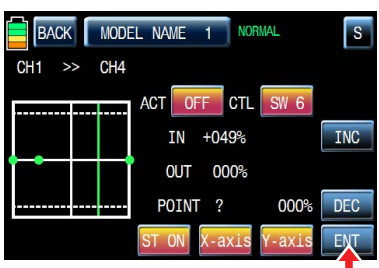 BACK MODEL NAME 1 NORMAL S
CH1 >> CH4
ACT OFF CTL SW 6
IN +049% INC
OUT 000%
POINT ? 000% DEC
ST ON X-axis Y-axis ENT